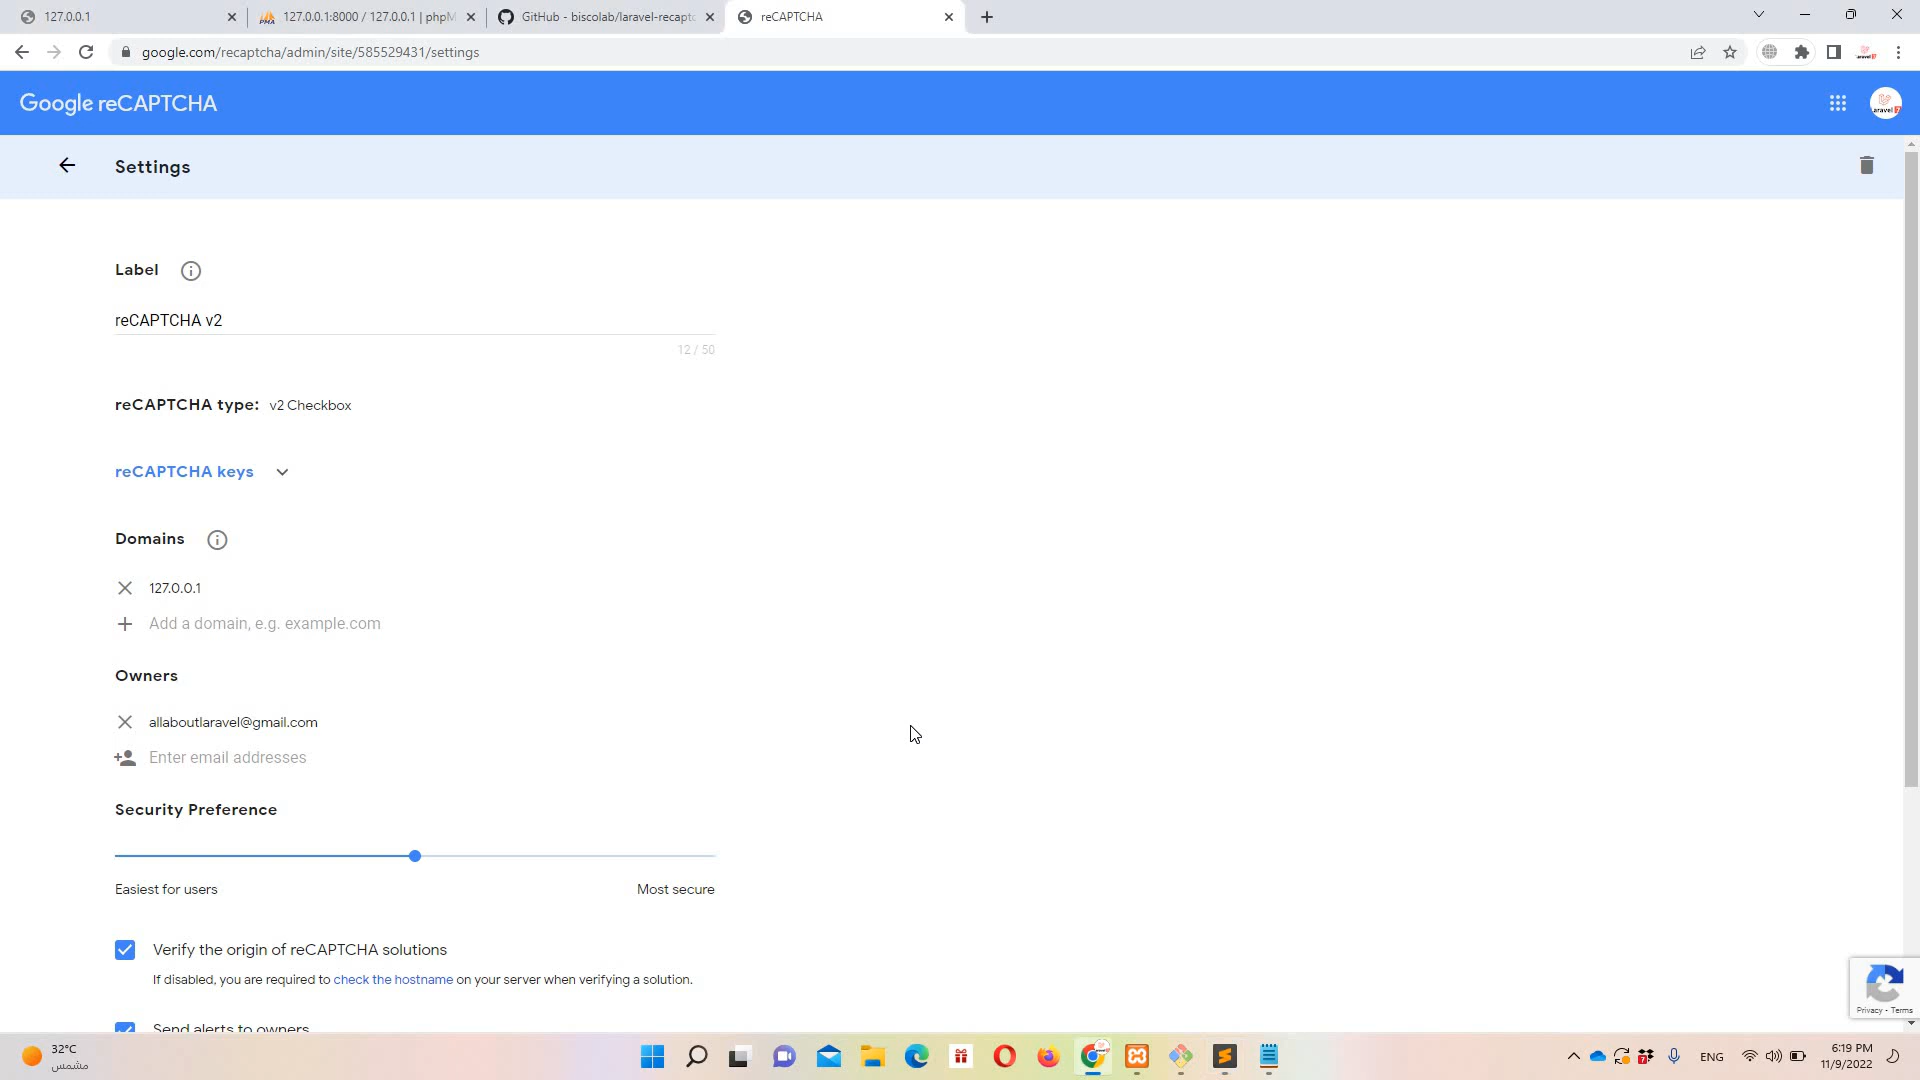 127.0.0.1
127.0.0.1:8000 / 127.0.0.1 | phpM
GitHub - biscolab/laravel-recaptc
reCAPTCHA
google.com/recaptcha/admin/site/585529431/settings
Google reCAPTCHA
Settings
Label
reCAPTCHA v2
12 / 50
reCAPTCHA type: v2 Checkbox
reCAPTCHA keys
Domains
127.0.0.1
Add a domain, e.g. example.com
Owners
allaboutlaravel@gmail.com
Enter email addresses
Security Preference
Easiest for users
Most secure
Verify the origin of reCAPTCHA solutions
If disabled, you are required to check the hostname on your server when verifying a solution.
Send alerts to owners
Privacy - Terms
32°C
مشمس
ENG
6:19 PM
11/9/2022